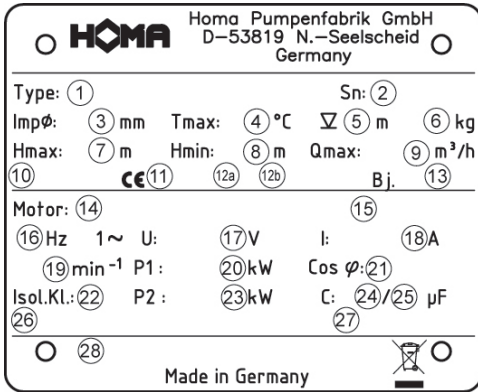 HOMA
Homa Pumpenfabrik GmbH
D-53819 N.-Seelscheid
Germany
Type: 1 Sn: 2
Impø: 3 mm Tmax: 4 °C ▽ 5 m 6 kg
Hmax: 7 m Hmin: 8 m Qmax: 9 m³/h
10 CE 11 12a 12b Bj. 13
Motor: 14 15
16 Hz 1~ U: 17 V I: 18 A
19 min⁻¹ P1: 20 kW Cos φ: 21
Isol.Kl.: 22 P2 : 23 kW C: 24/25 µF
26 27
28
Made in Germany